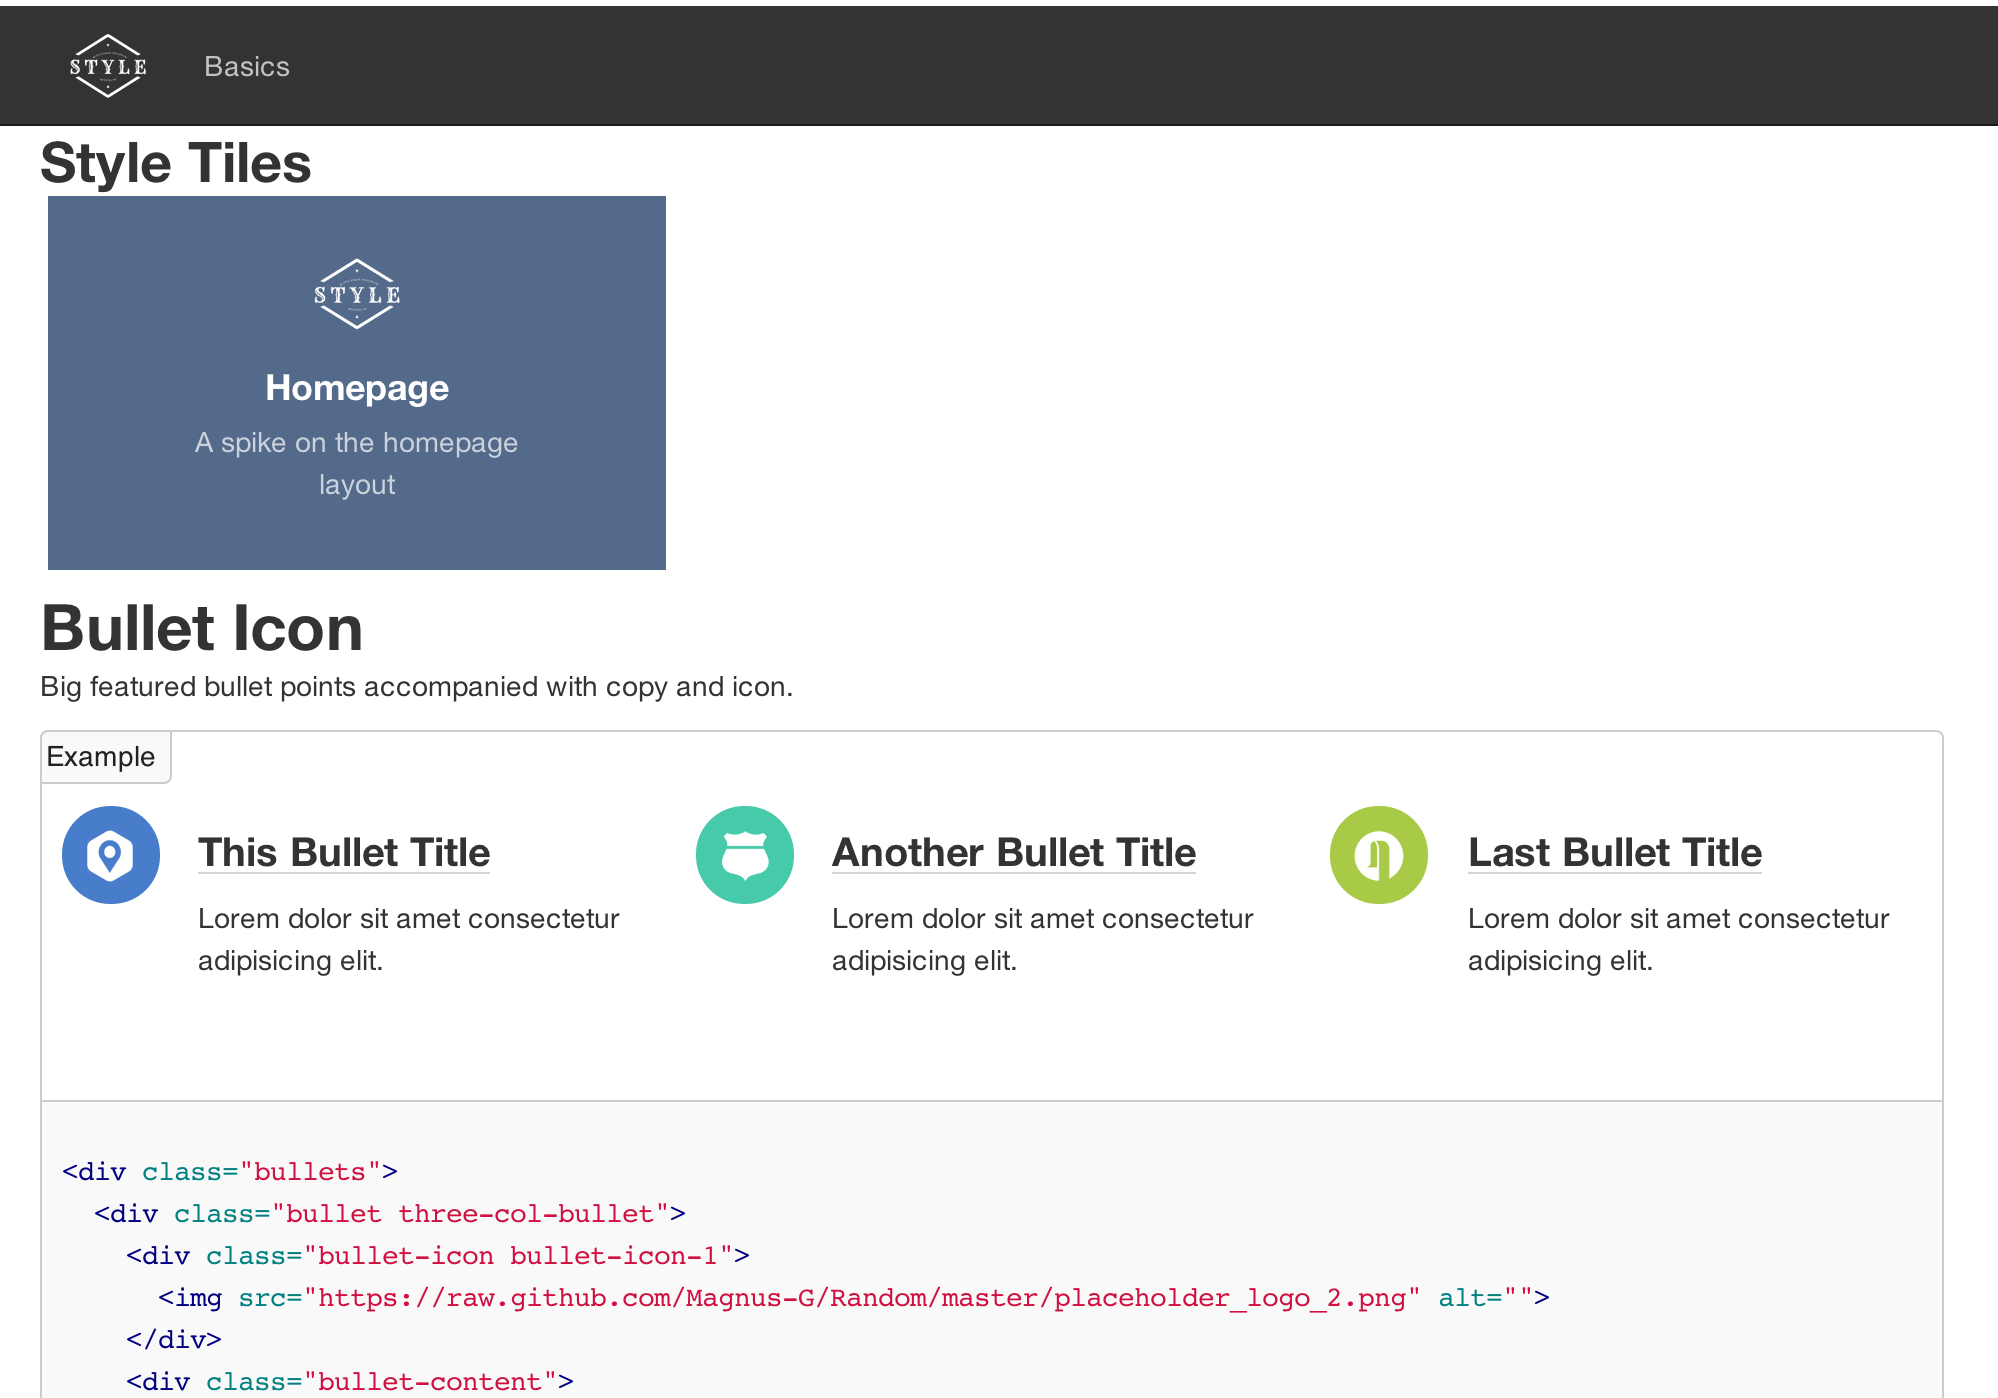 STYLE
Basics
Style Tiles
STYLE
Homepage
A spike on the homepage
layout
Bullet Icon
Big featured bullet points accompanied with copy and icon.
Example
This Bullet Title
Lorem dolor sit amet consectetur
adipisicing elit.
Another Bullet Title
Lorem dolor sit amet consectetur
adipisicing elit.
Last Bullet Title
Lorem dolor sit amet consectetur
adipisicing elit.
<div class="bullets">
  <div class="bullet three-col-bullet">
    <div class="bullet-icon bullet-icon-1">
      <img src="https://raw.github.com/Magnus-G/Random/master/placeholder_logo_2.png" alt="">
    </div>
    <div class="bullet-content">